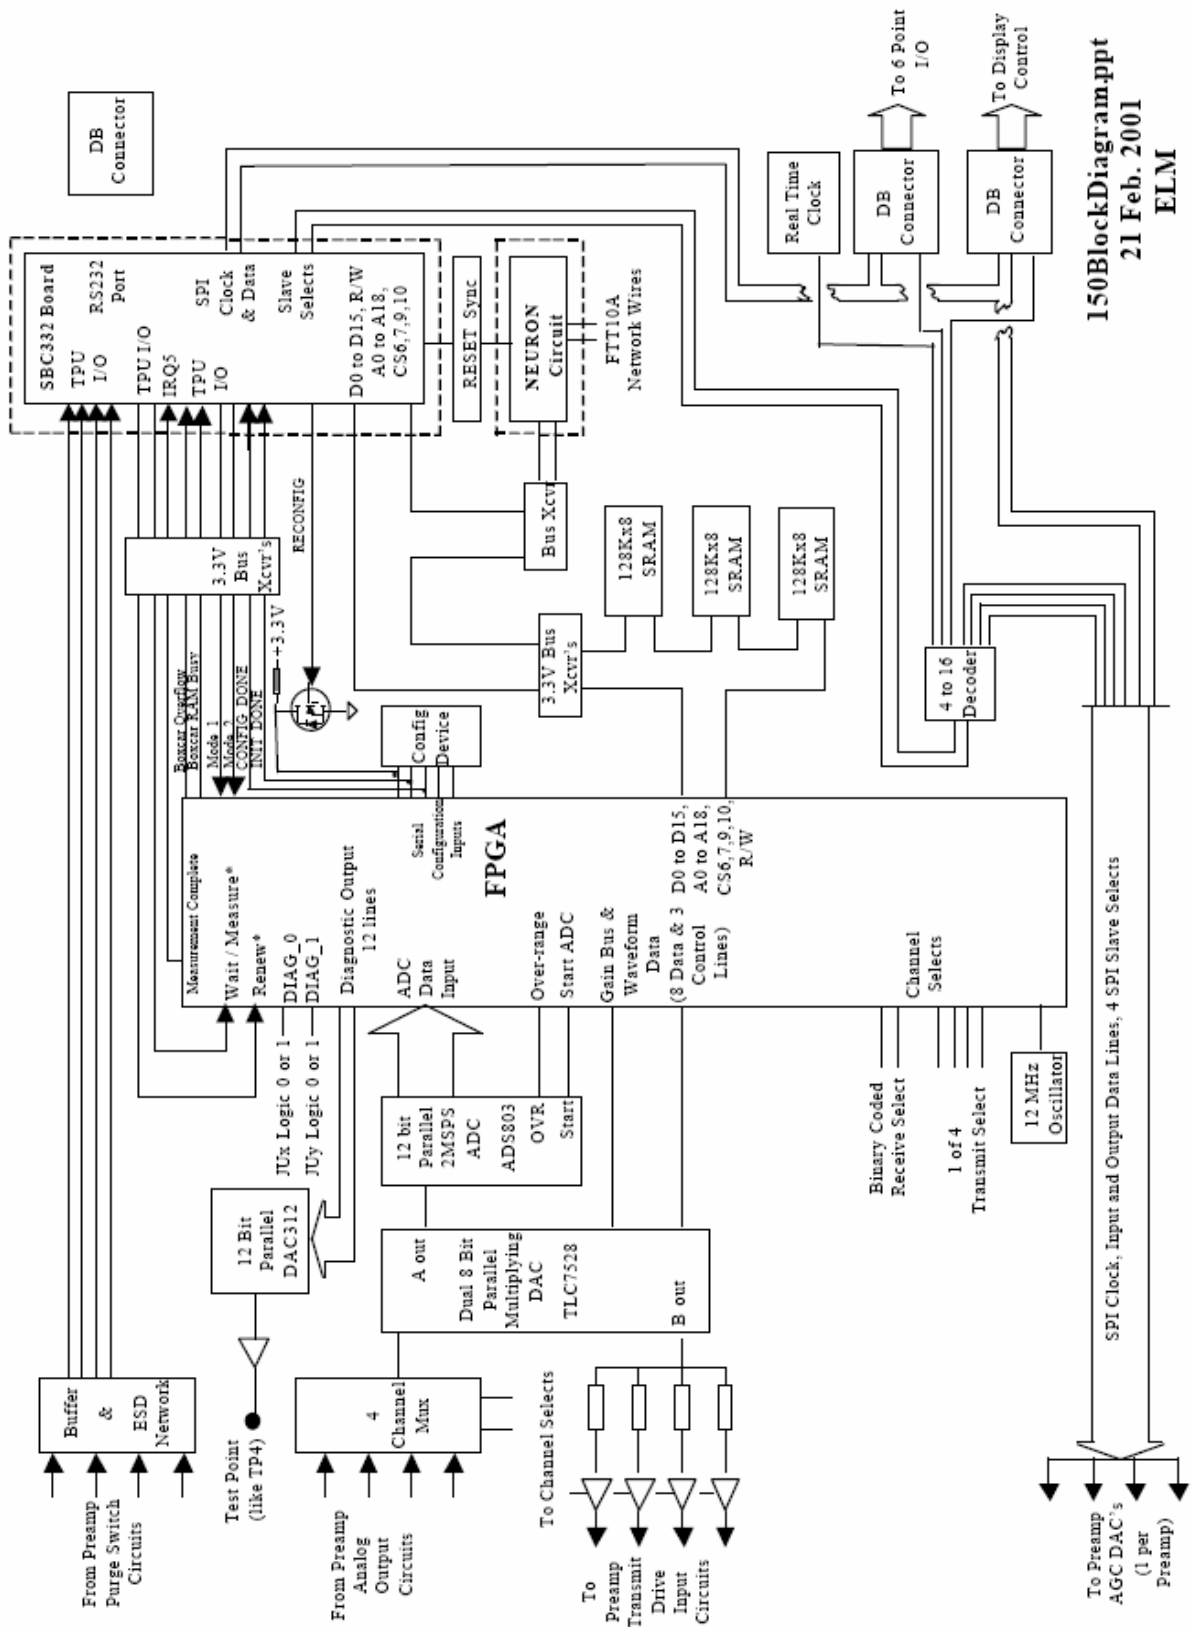 150BlockDiagram.ppt
21 Feb. 2001
ELM
DB
Connector
SBC332 Board
TPU
I/O
RS232
Port
TPU I/O
IRQ5
TPU
I/O
SPI
Clock
& Data
Slave
Selects
D0 to D15, R/W
A0 to A18,
CS6,7,9,10
RESET Sync
NEURON
Circuit
FTT10A
Network Wires
Real Time
Clock
DB
Connector
To 6 Point
I/O
DB
Connector
To Display
Control
3.3V
Bus
Xcvr's
RECONFIG
+3.3V
Bus Xcvr
3.3V Bus
Xcvr's
128Kx8
SRAM
128Kx8
SRAM
128Kx8
SRAM
4 to 16
Decoder
Boxcar Overflow
Boxcar RAM Busy
Mode 1
Mode 2
CONFIG DONE
INIT DONE
Config
Device
Measurement Complete
Wait / Measure*
Renew*
DIAG_0
DIAG_1
Diagnostic Output
12 lines
Serial
Configuration
Inputs
FPGA
ADC
Data
Input
Over-range
Start ADC
Gain Bus &
Waveform
Data
(8 Data & 3
Control
Lines)
D0 to D15,
A0 to A18,
CS6,7,9,10,
R/W
Channel
Selects
JUx Logic 0 or 1
JUy Logic 0 or 1
12 bit
Parallel
2MSPS
ADC
ADS803
OVR
Start
Binary Coded
Receive Select
1 of 4
Transmit Select
12 MHz
Oscillator
SPI Clock, Input and Output Data Lines, 4 SPI Slave Selects
12 Bit
Parallel
DAC312
A out
Dual 8 Bit
Parallel
Multiplying
DAC
TLC7528
B out
Buffer
&
ESD
Network
From Preamp
Purge Switch
Circuits
Test Point
(like TP4)
4
Channel
Mux
From Preamp
Analog
Output
Circuits
To Channel Selects
To
Preamp
Transmit
Drive
Input
Circuits
To Preamp
AGC DAC's
(1 per
Preamp)